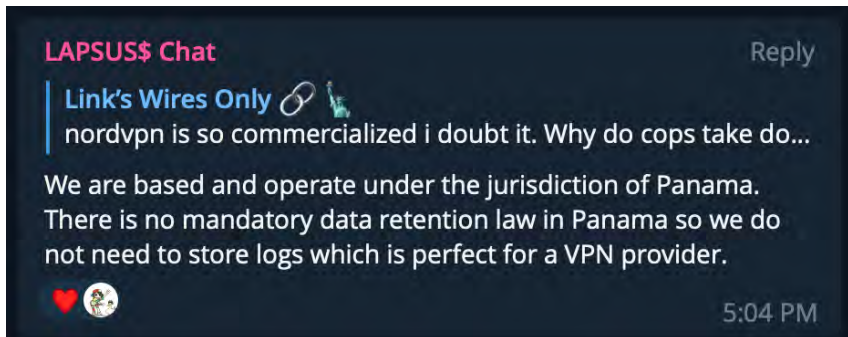 LAPSUS$ Chat Reply
Link's Wires Only 🔗 🗽
nordvpn is so commercialized i doubt it. Why do cops take do...
We are based and operate under the jurisdiction of Panama.
There is no mandatory data retention law in Panama so we do
not need to store logs which is perfect for a VPN provider.
5:04 PM